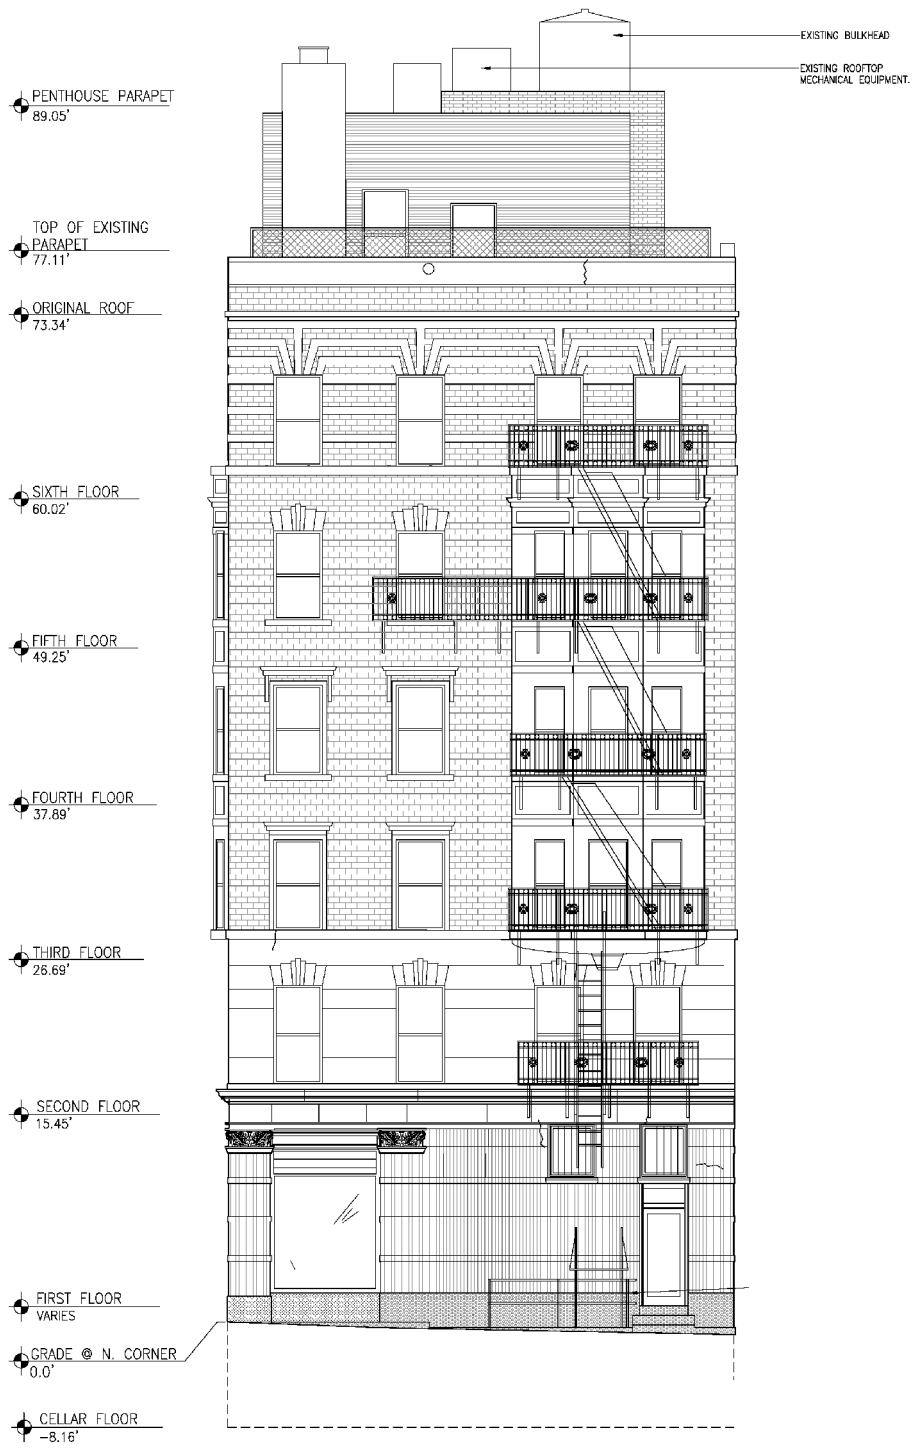 EXISTING BULKHEAD
EXISTING ROOFTOP
MECHANICAL EQUIPMENT.
PENTHOUSE PARAPET
89.05'
TOP OF EXISTING
PARAPET
77.11'
ORIGINAL ROOF
73.34'
SIXTH FLOOR
60.02'
FIFTH FLOOR
49.25'
FOURTH FLOOR
37.89'
THIRD FLOOR
26.69'
SECOND FLOOR
15.45'
FIRST FLOOR
VARIES
GRADE @ N. CORNER
0.0'
CELLAR FLOOR
-8.16'